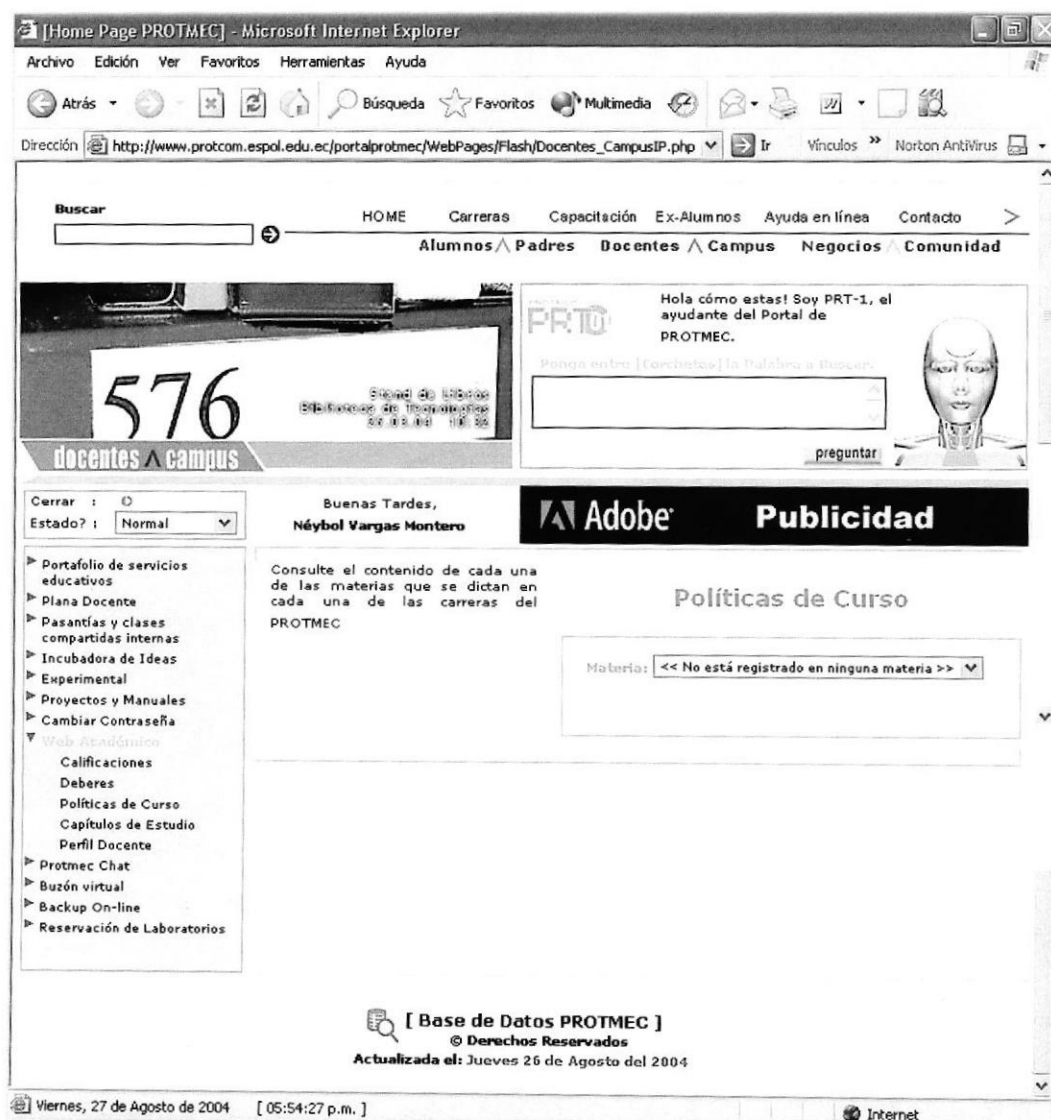 [Home Page PROTMEC] - Microsoft Internet Explorer
Archivo Edición Ver Favoritos Herramientas Ayuda
Atrás Búsqueda Favoritos Multimedia
Dirección http://www.protcom.espol.edu.ec/portalprotmec/WebPages/Flash/Docentes_CampusIP.php Ir Vínculos » Norton AntiVirus
Buscar
HOME Carreras Capacitación Ex-Alumnos Ayuda en línea Contacto >
Alumnos Λ Padres Docentes Λ Campus Negocios Λ Comunidad
576
Stand de Libros
Biblioteca de Tecnologías
docentes Λ campus
Hola cómo estas! Soy PRT-1, el
ayudante del Portal de
PROTMEC.
Ponga entre [Corchetes] la Palabra a Buscar.
preguntar
Cerrar :
Estado? : Normal
Buenas Tardes,
Néybol Vargas Montero
Adobe Publicidad
Portafolio de servicios
educativos
Plana Docente
Pasantías y clases
compartidas internas
Incubadora de Ideas
Experimental
Proyectos y Manuales
Cambiar Contraseña
Web Académico
Calificaciones
Deberes
Políticas de Curso
Capítulos de Estudio
Perfil Docente
Protmec Chat
Buzón virtual
Backup On-line
Reservación de Laboratorios
Consulte el contenido de cada una
de las materias que se dictan en
cada una de las carreras del
PROTMEC
Políticas de Curso
Materia: << No está registrado en ninguna materia >>
[ Base de Datos PROTMEC ]
© Derechos Reservados
Actualizada el: Jueves 26 de Agosto del 2004
Viernes, 27 de Agosto de 2004 [ 05:54:27 p.m. ] Internet